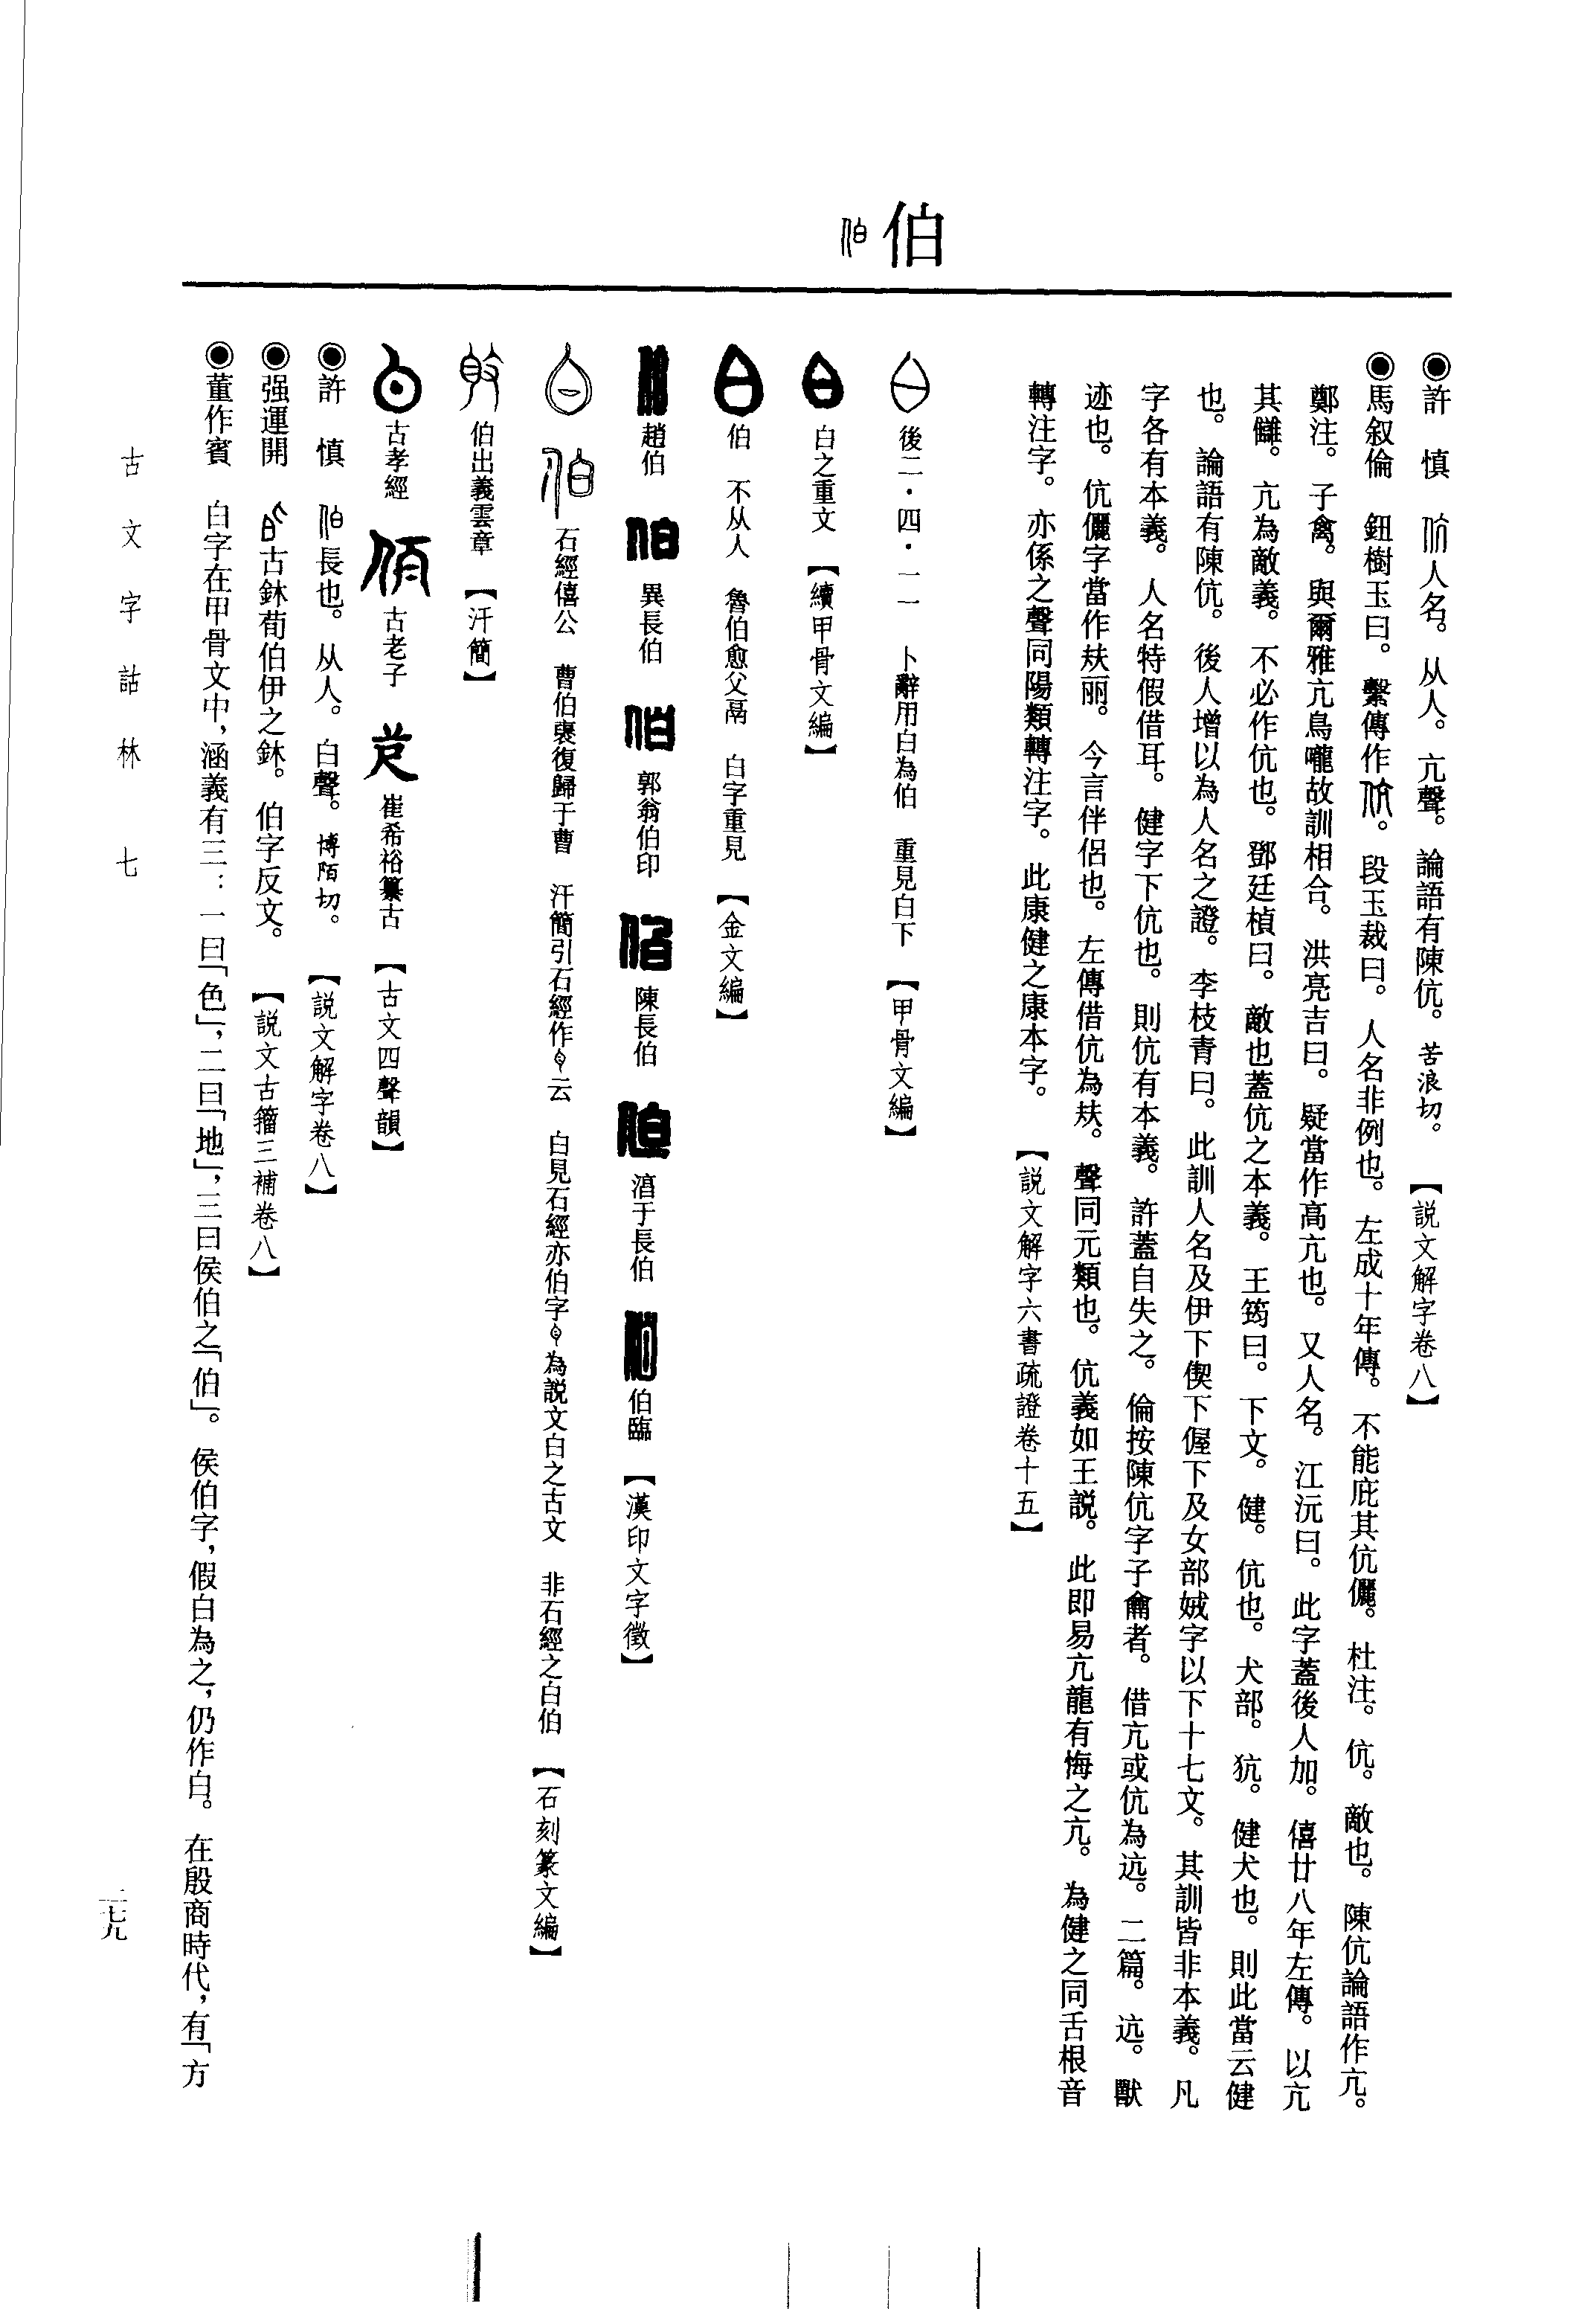 伯
◉許　慎　人名。从人。亢聲。論語有陳伉。苦浪切。【説文解字卷八】
◉馬叙倫　鈕樹玉曰。繫傳作。段玉裁曰。人名非例也。左成十年傳。不能庇其伉儷。杜注。伉。敵也。陳伉論語作亢。
鄭注。子禽。與爾雅亢鳥嚨故訓相合。洪亮吉曰。疑當作高亢也。又人名。江沅曰。此字蓋後人加。僖廿八年左傳。以亢
其讎。亢為敵義。不必作伉也。鄧廷楨曰。敵也蓋伉之本義。王筠曰。下文。健。伉也。犬部。犺。健犬也。則此當云健
也。論語有陳伉。後人增以為人名之證。李枝青曰。此訓人名及伊下偰下偓下及女部娀字以下十七文。其訓皆非本義。凡
字各有本義。人名特假借耳。健字下伉也。則伉有本義。許蓋自失之。倫按陳伉字子禽者。借亢或伉為迒。二篇。迒。獸
迹也。伉儷字當作㚘丽。今言伴侣也。左傳借伉為㚘。聲同元類也。伉義如王説。此即易亢龍有悔之亢。為健之同舌根音
轉注字。亦係之聲同陽類轉注字。此康健之康本字。【説文解字六書疏證卷十五】
後二·四·一一　卜辭用白為伯　重見白下【甲骨文編】
白之重文【續甲骨文編】
伯　不从人　魯伯愈父鬲　白字重見【金文編】
趙伯　異長伯　郭翁伯印　陳長伯　㴑于長伯　伯臨【漢印文字徵】
石經僖公　曹伯襄復歸于曹　汗簡引石經作云　白見石經亦伯字為説文白之古文　非石經之白伯【石刻篆文編】
伯出義雲章【汗簡】
古孝經　古老子　崔希裕纂古【古文四聲韻】
◉許　慎　長也。从人。白聲。博陌切。【説文解字卷八】
◉强運開　古鉨荀伯伊之鉨。伯字反文。【説文古籀三補卷八】
◉董作賓　白字在甲骨文中，涵義有三：一曰「色」，二曰「地」，三曰侯伯之「伯」。侯伯字，假白為之，仍作白。在殷商時代，有「方
古文字詁林　七
二七九